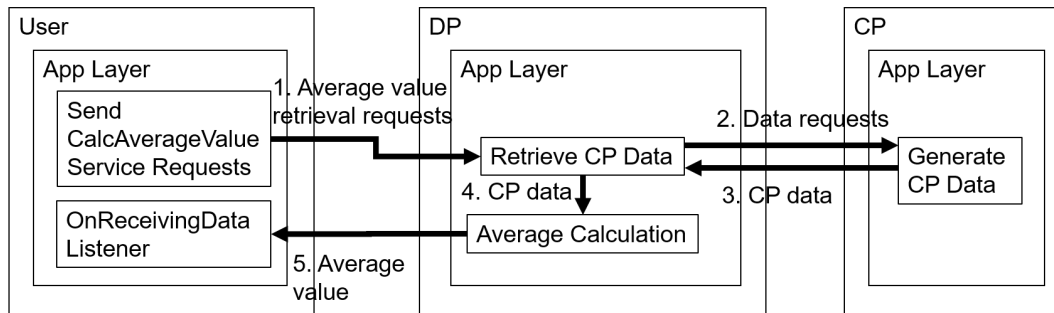 User
App Layer
Send
CalcAverageValue
Service Requests
OnReceivingData
Listener
1. Average value
retrieval requests
DP
App Layer
Retrieve CP Data
4. CP data
Average Calculation
5. Average
value
2. Data requests
3. CP data
CP
App Layer
Generate
CP Data